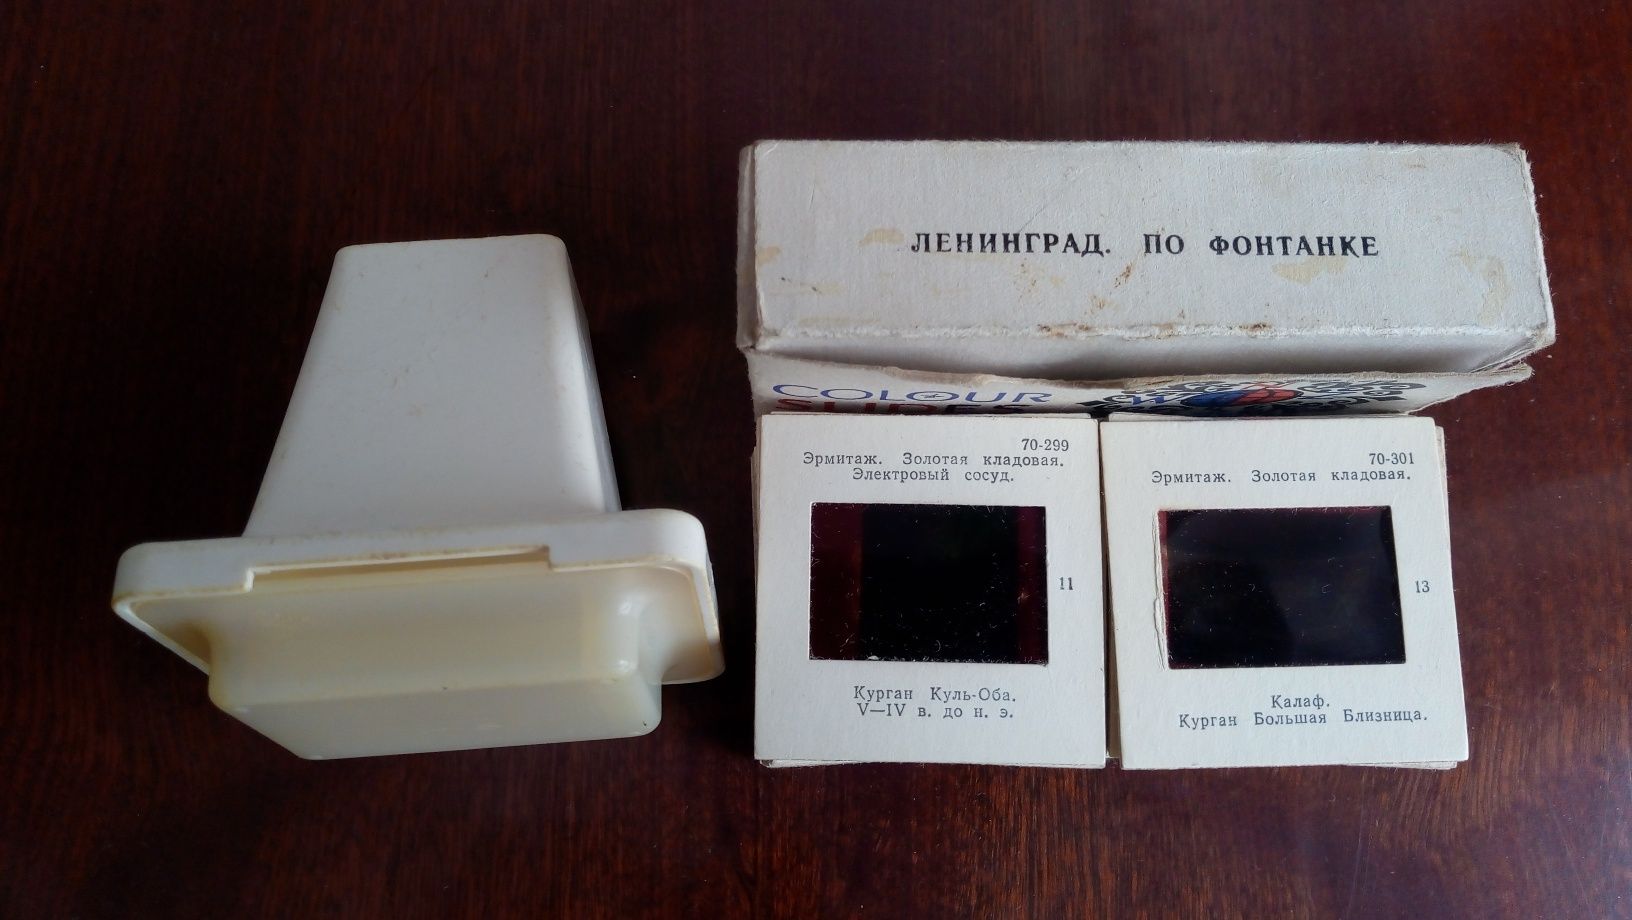 ЛЕНИНГРАД. ПО ФОНТАНКЕ
COLOUR
SLIDES
70-299
Эрмитаж. Золотая кладовая.
Электровый сосуд.
11
Курган Куль-Оба.
V—IV в. до н. э.
70-301
Эрмитаж. Золотая кладовая.
13
Калаф.
Курган Большая Близница.